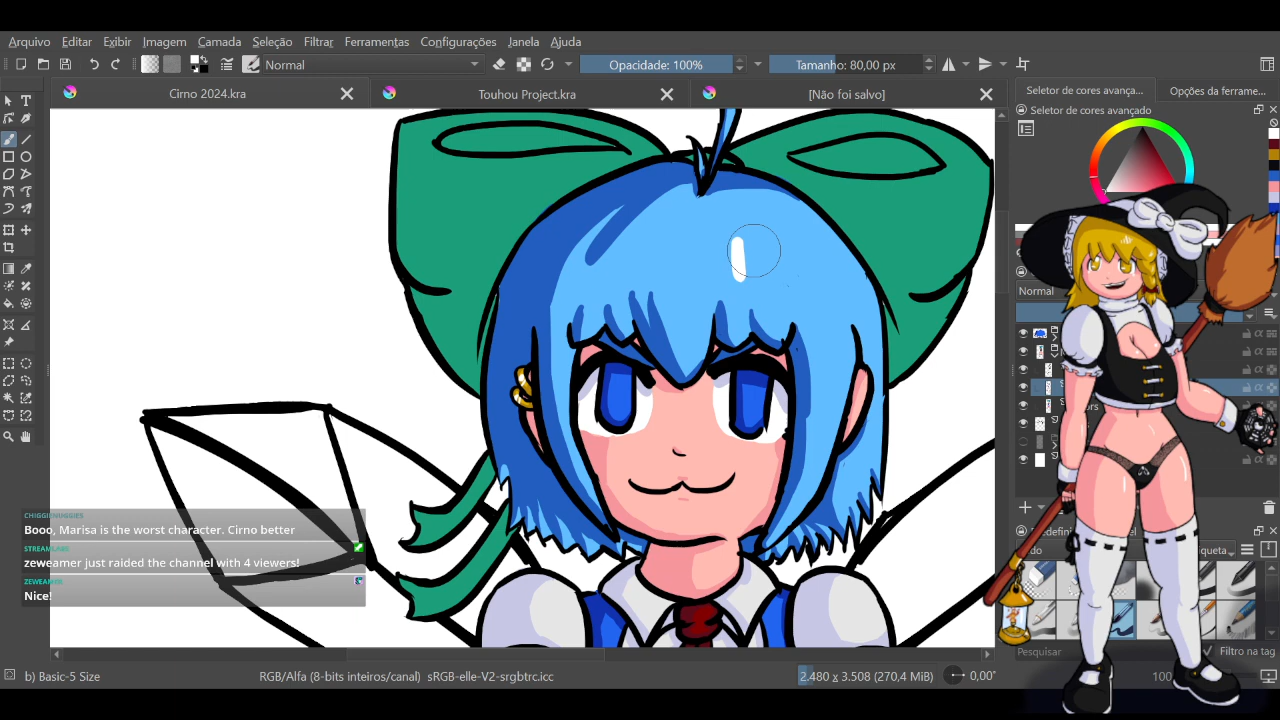 Arquivo Editar Exibir Imagem Camada Seleção Filtrar Ferramentas Configurações Janela Ajuda
Normal Opacidade: 100% Tamanho: 80,00 px
Cirno 2024.kra Touhou Project.kra [Não foi salvo]
Seletor de cores avança... Opções da ferrame...
Seletor de cores avançado
Normal
Booo, Marisa is the worst character. Cirno better
zeweamer just raided the channel with 4 viewers!
ZEWEAMER
Nice!
Pesquisar Filtro na tag
b) Basic-5 Size RGB/Alfa (8-bits inteiros/canal) sRGB-elle-V2-srgbtrc.icc 2.480 x 3.508 (270,4 MiB) 0,00° 100